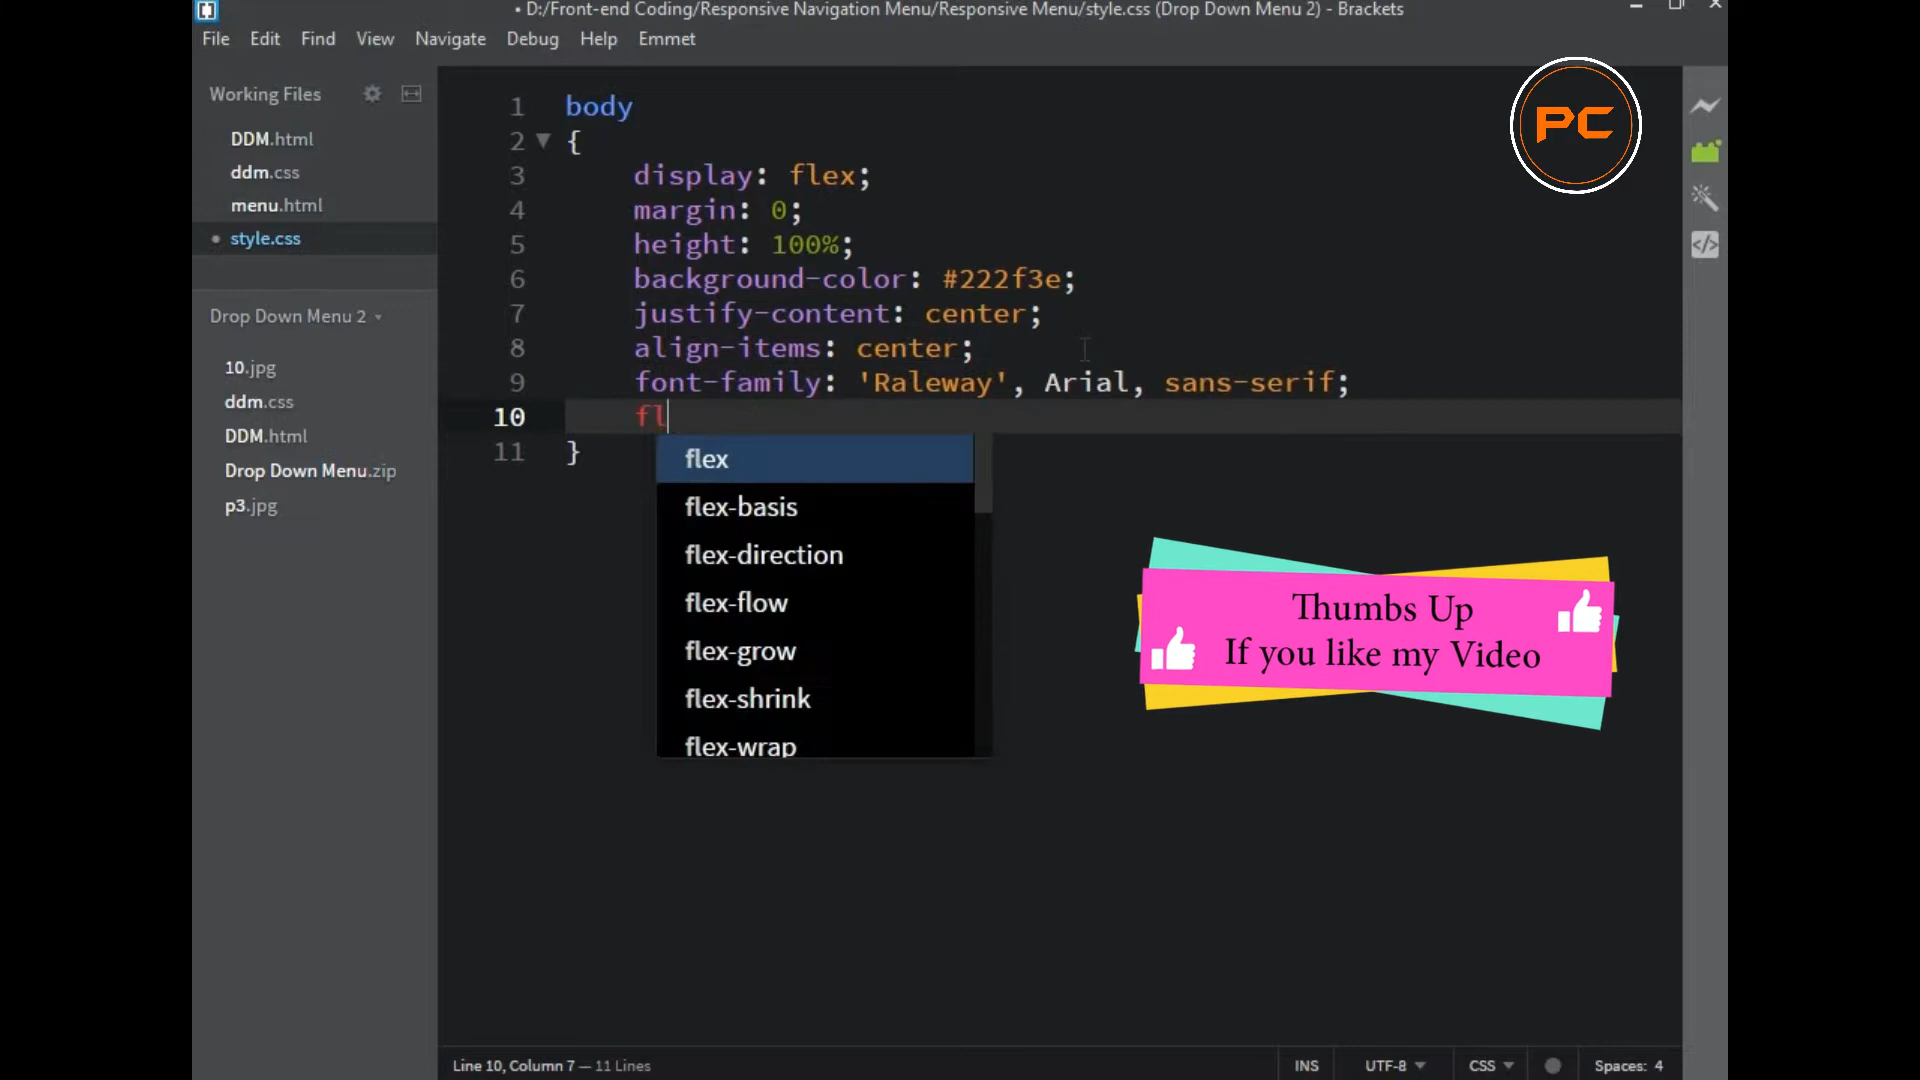 • D:/Front-end Coding/Responsive Navigation Menu/Responsive Menu/style.css (Drop Down Menu 2) - Brackets
File Edit Find View Navigate Debug Help Emmet
Working Files
DDM.html
ddm.css
menu.html
• style.css
Drop Down Menu 2
10.jpg
ddm.css
DDM.html
Drop Down Menu.zip
p3.jpg
1 body
2 {
3 display: flex;
4 margin: 0;
5 height: 100%;
6 background-color: #222f3e;
7 justify-content: center;
8 align-items: center;
9 font-family: 'Raleway', Arial, sans-serif;
10 fl
11 }
flex
flex-basis
flex-direction
flex-flow
flex-grow
flex-shrink
flex-wrap
PC
</>
Thumbs Up
If you like my Video
Line 10, Column 7 — 11 Lines
INS UTF-8 CSS Spaces: 4